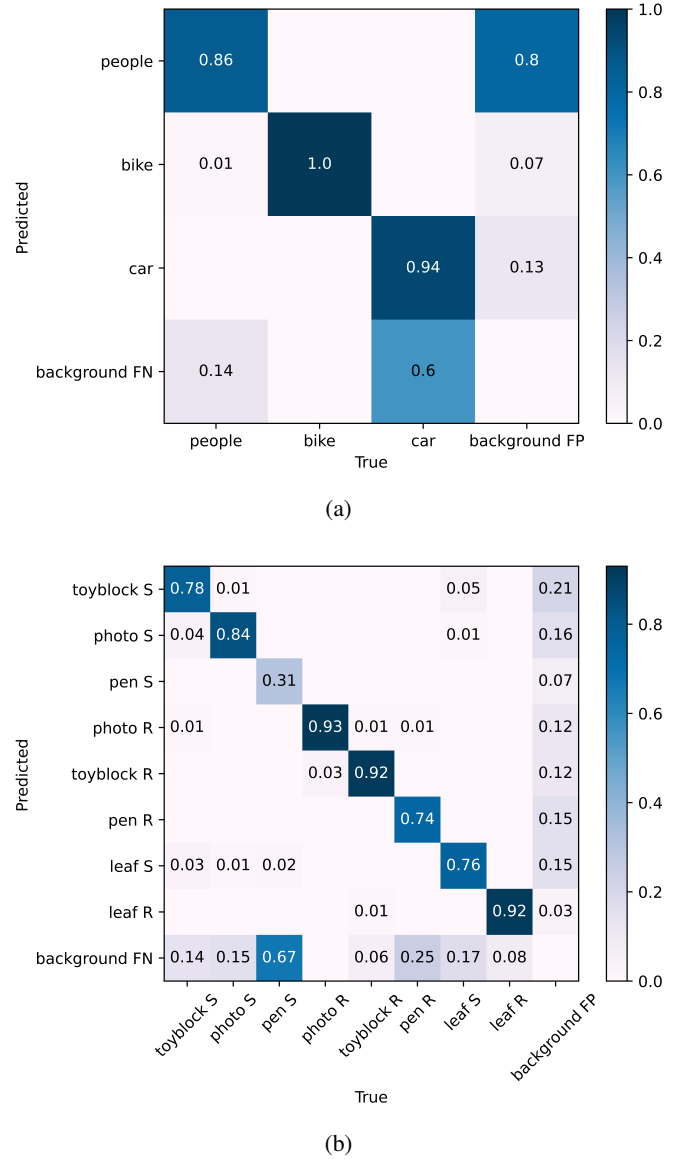 1.0
people 0.86 0.8
0.8
bike 0.01 1.0 0.07
0.6
Predicted
car 0.94 0.13
0.4
0.2
background FN 0.14 0.6
0.0
people bike car background FP
True
(a)
toyblock S 0.78 0.01 0.05 0.21
0.8
photo S 0.04 0.84 0.01 0.16
pen S 0.31 0.07
0.6
photo R 0.01 0.93 0.01 0.01 0.12
Predicted
toyblock R 0.03 0.92 0.12
0.4
pen R 0.74 0.15
leaf S 0.03 0.01 0.02 0.76 0.15
0.2
leaf R 0.01 0.92 0.03
background FN 0.14 0.15 0.67 0.06 0.25 0.17 0.08
0.0
toyblock S photo S pen S photo R toyblock R pen R leaf S leaf R background FP
True
(b)